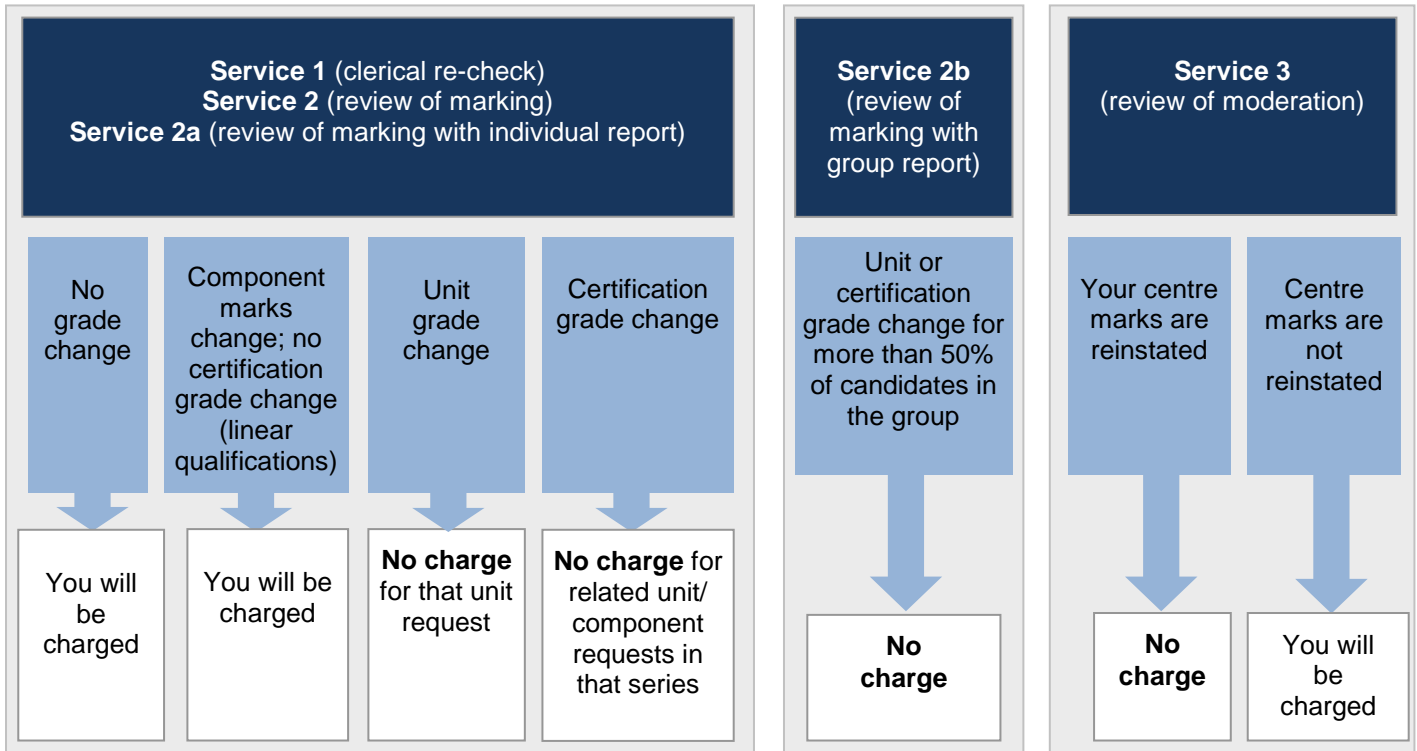 Service 1 (clerical re-check)
Service 2 (review of marking)
Service 2a (review of marking with individual report)
Service 2b
(review of
marking with
group report)
Service 3
(review of moderation)
No
grade
change
Component
marks
change; no
certification
grade change
(linear
qualifications)
Unit
grade
change
Certification
grade change
Unit or
certification
grade change for
more than 50%
of candidates in
the group
Your centre
marks are
reinstated
Centre
marks are
not
reinstated
You will
be
charged
You will be
charged
No charge
for that unit
request
No charge for
related unit/
component
requests in
that series
No
charge
No
charge
You will
be
charged